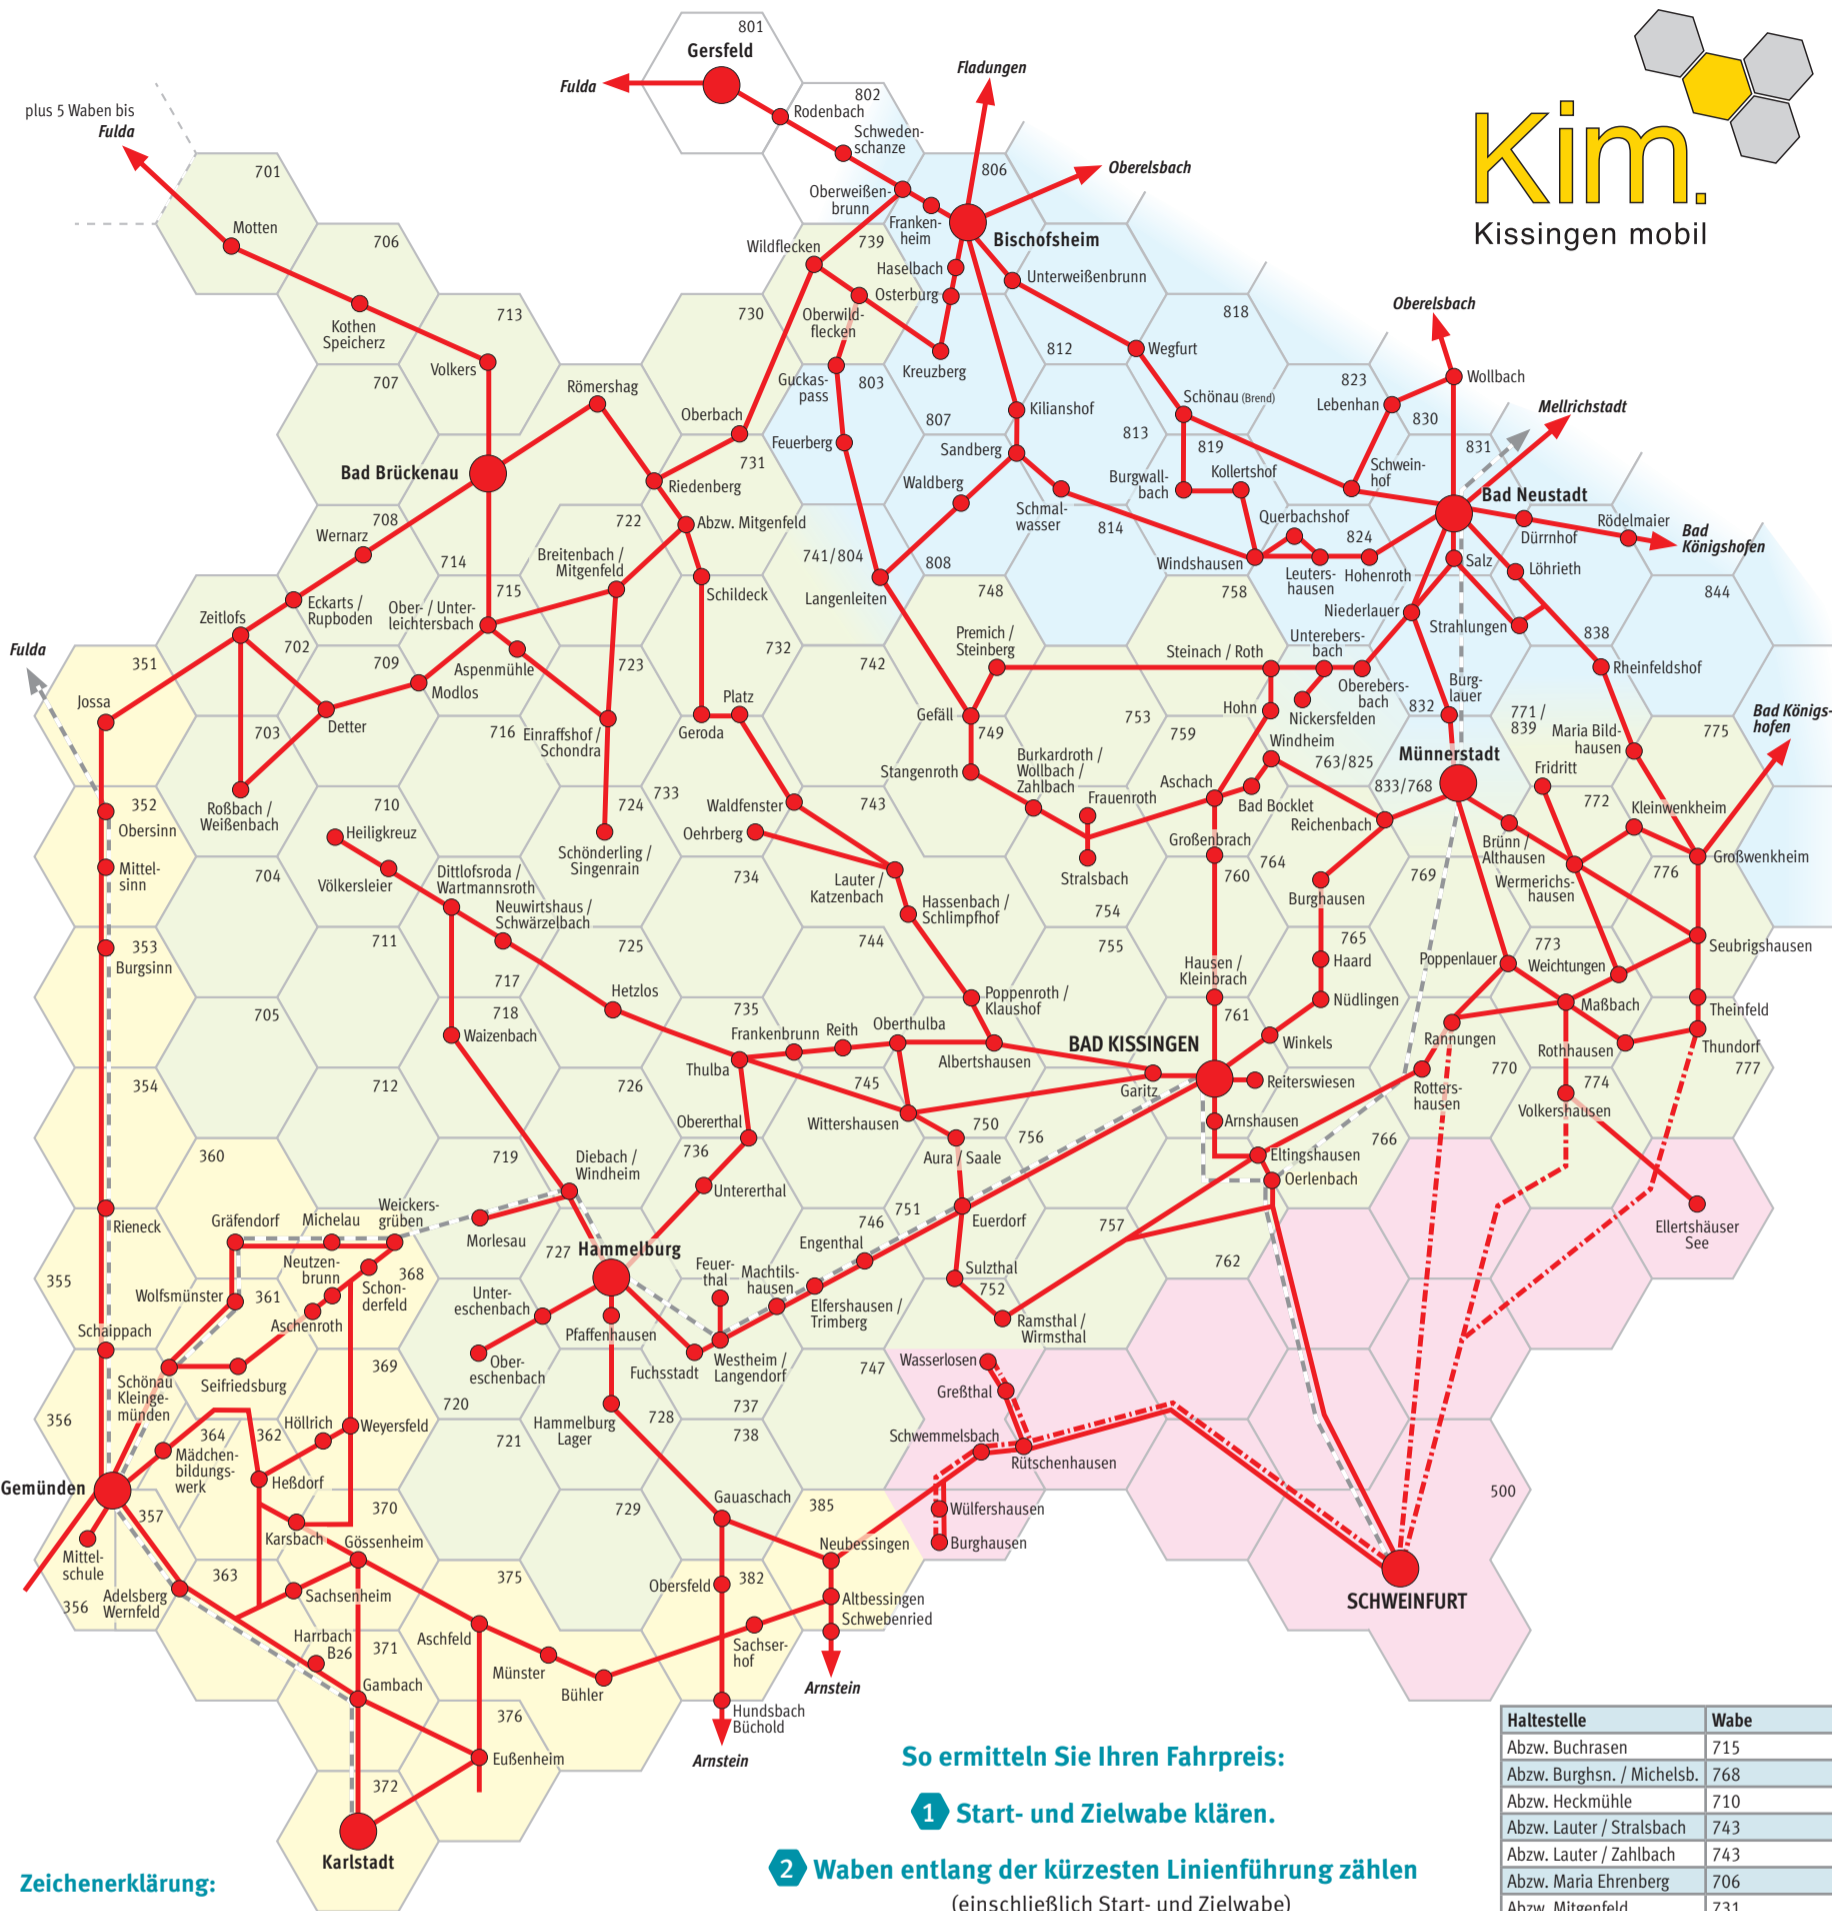 801
Gersfeld
Fulda
Fladungen
802
Rodenbach
Schweden-
schanze
plus 5 Waben bis
Fulda
Kim.
Kissingen mobil
701
806
Oberelsbach
Oberweißen-
brunn
Franken-
heim
Bischofsheim
Motten
706
Wildflecken
739
Haselbach
Unterweißenbrunn
Osterburg
Oberwild-
flecken
Kothen
Speicherz
713
730
818
Oberelsbach
812
Wegfurt
Volkers
707
Römershag
Guckas-
pass
803
Kreuzberg
823
Wollbach
Lebenhan
Schönau (Brend)
Mellrichstadt
Oberbach
Kilianshof
807
813
830
Feuerberg
Sandberg
819
831
Bad Brückenau
731
Riedenberg
Waldberg
Burgwall-
bach
Kollertshof
Schwein-
hof
Bad Neustadt
Schmal-
wasser
708
722
Abzw. Mitgenfeld
Querbachshof
814
824
Dürrnhof
Rödelmaier
Bad
Königshofen
Wernarz
714
Breitenbach /
Mitgenfeld
741/804
808
Windshausen
Leuters-
hausen
Hohenroth
Salz
Löhrieth
Eckarts /
Rupboden
Ober- / Unter-
leichtersbach
715
Schildeck
Langenleiten
748
758
844
Zeitlofs
Niederlauer
Strahlungen
Fulda
351
702
709
Aspenmühle
723
732
742
Premich /
Steinberg
Steinach / Roth
Unterebers-
bach
838
Rheinfeldshof
Jossa
Modlos
Platz
Oberebers-
bach
Burg-
lauer
Detter
Geroda
Gefäll
Hohn
Nickersfelden
832
771 /
839
Bad Königs-
hofen
703
716
Einraffshof /
Schondra
749
753
759
Maria Bild-
hausen
775
Windheim
763/825
Münnerstadt
Stangenroth
Burkardroth /
Wollbach /
Zahlbach
Aschach
Bad Bocklet
833/768
Fridritt
Roßbach /
Weißenbach
352
Obersinn
710
724
733
Waldfenster
743
Frauenroth
772
Kleinwenkheim
Heiligkreuz
Oehrberg
Reichenbach
Großenbrach
Brünn /
Althausen
Schönderling /
Singenrain
Mittel-
sinn
704
Völkersleier
Dittlofsroda /
Wartmannsroth
734
Lauter /
Katzenbach
Stralsbach
760
764
769
Wermerichs-
hausen
776
Großwenkheim
Neuwirtshaus /
Schwärzelbach
Hassenbach /
Schlimpfhof
754
Burghausen
353
Burgsinn
711
725
744
755
765
773
Seubrigshausen
Hausen /
Kleinbrach
Haard
Poppenlauer
Weichtungen
717
Hetzlos
Poppenroth /
Klaushof
Nüdlingen
Maßbach
Theinfeld
705
718
735
Waizenbach
Frankenbrunn
Reith
Oberthulba
Albertshausen
BAD KISSINGEN
761
Winkels
Rannungen
Rothhausen
Thundorf
Thulba
Garitz
Reiterswiesen
354
712
726
745
Rotters-
hausen
770
774
777
Volkershausen
Wittershausen
Arnshausen
Oberthal
360
719
Diebach /
Windheim
736
Untererthal
750
756
Aura / Saale
Eltingshausen
766
Oerlenbach
Rieneck
Gräfendorf
Michelau
Weickers-
grüben
Morlesau
751
Euerdorf
746
757
Ellertshäuser
See
727
Hammelburg
Engenthal
762
355
Neutzen-
brunn
368
Schon-
derfeld
Feuer-
thal
Machtils-
hausen
Sulzthal
Wolfsmünster
361
Unter-
eschenbach
752
Aschenroth
Pfaffenhausen
Elfershausen /
Trimberg
Ramsthal /
Wirmsthal
Schaippach
Ober-
eschenbach
Fuchsstadt
Westheim /
Langendorf
Wasserlosen
Schönau
Kleinge-
münden
Seifriedsburg
369
747
Greßthal
356
720
737
Höllrich
Weyersfeld
Hammelburg
Lager
728
364
362
721
738
Schwemmelsbach
Rütschenhausen
Mädchen-
bildungs-
werk
Heßdorf
Gemünden
357
370
729
Gauaschach
385
Wülfershausen
500
Karsbach
Gössenheim
Neubessingen
Burghausen
Mittel-
schule
363
375
Obersfeld
382
SCHWEINFURT
356
Adelsberg
Wernfeld
Sachsenheim
Altbessingen
Schwebenried
Harrbach
B26
371
Aschfeld
Sachser-
hof
Münster
Gambach
Bühler
Arnstein
376
Hundsbach
Büchold
Eußenheim
Arnstein
372
Karlstadt
Zeichenerklärung:
So ermitteln Sie Ihren Fahrpreis:
1 Start- und Zielwabe klären.
2 Waben entlang der kürzesten Linienführung zählen
(einschließlich Start- und Zielwabe)
Haltestelle Wabe
Abzw. Buchrasen 715
Abzw. Burghsn. / Michelsb. 768
Abzw. Heckmühle 710
Abzw. Lauter / Stralsbach 743
Abzw. Lauter / Zahlbach 743
Abzw. Maria Ehrenberg 706
Abzw. Mitgenfeld 731